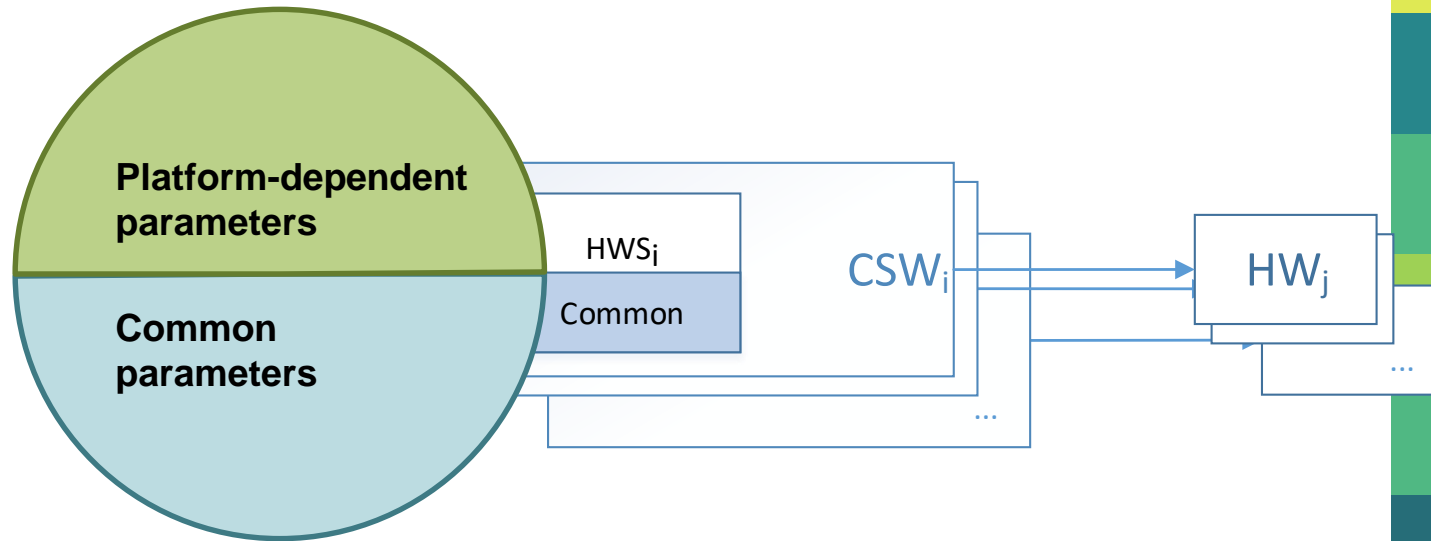 Platform-dependent
parameters
Common
parameters
HWSi
Common
CSWi
...
HWj
...